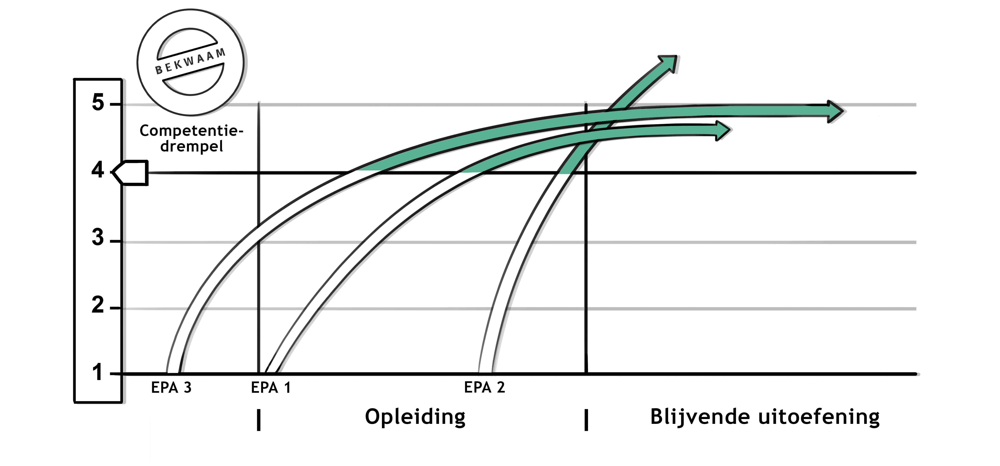 BEKWAAM
Competentie-
drempel
5
4
3
2
1
EPA 3
EPA 1
EPA 2
Opleiding
Blijvende uitoefening